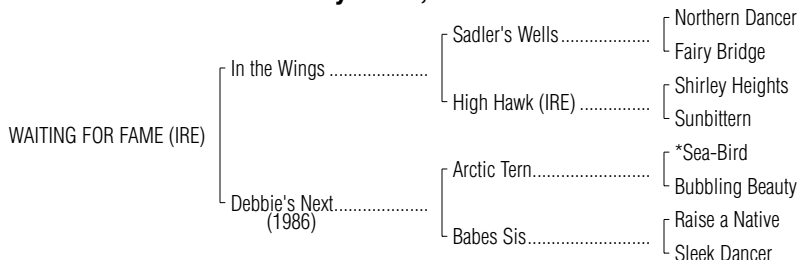 Northern Dancer
Sadler's Wells....................
Fairy Bridge
In the Wings ......................
Shirley Heights
High Hawk (IRE) ................
Sunbittern
WAITING FOR FAME (IRE)
*Sea-Bird
Arctic Tern..........................
Bubbling Beauty
Debbie's Next.....................
(1986)
Raise a Native
Babes Sis...........................
Sleek Dancer